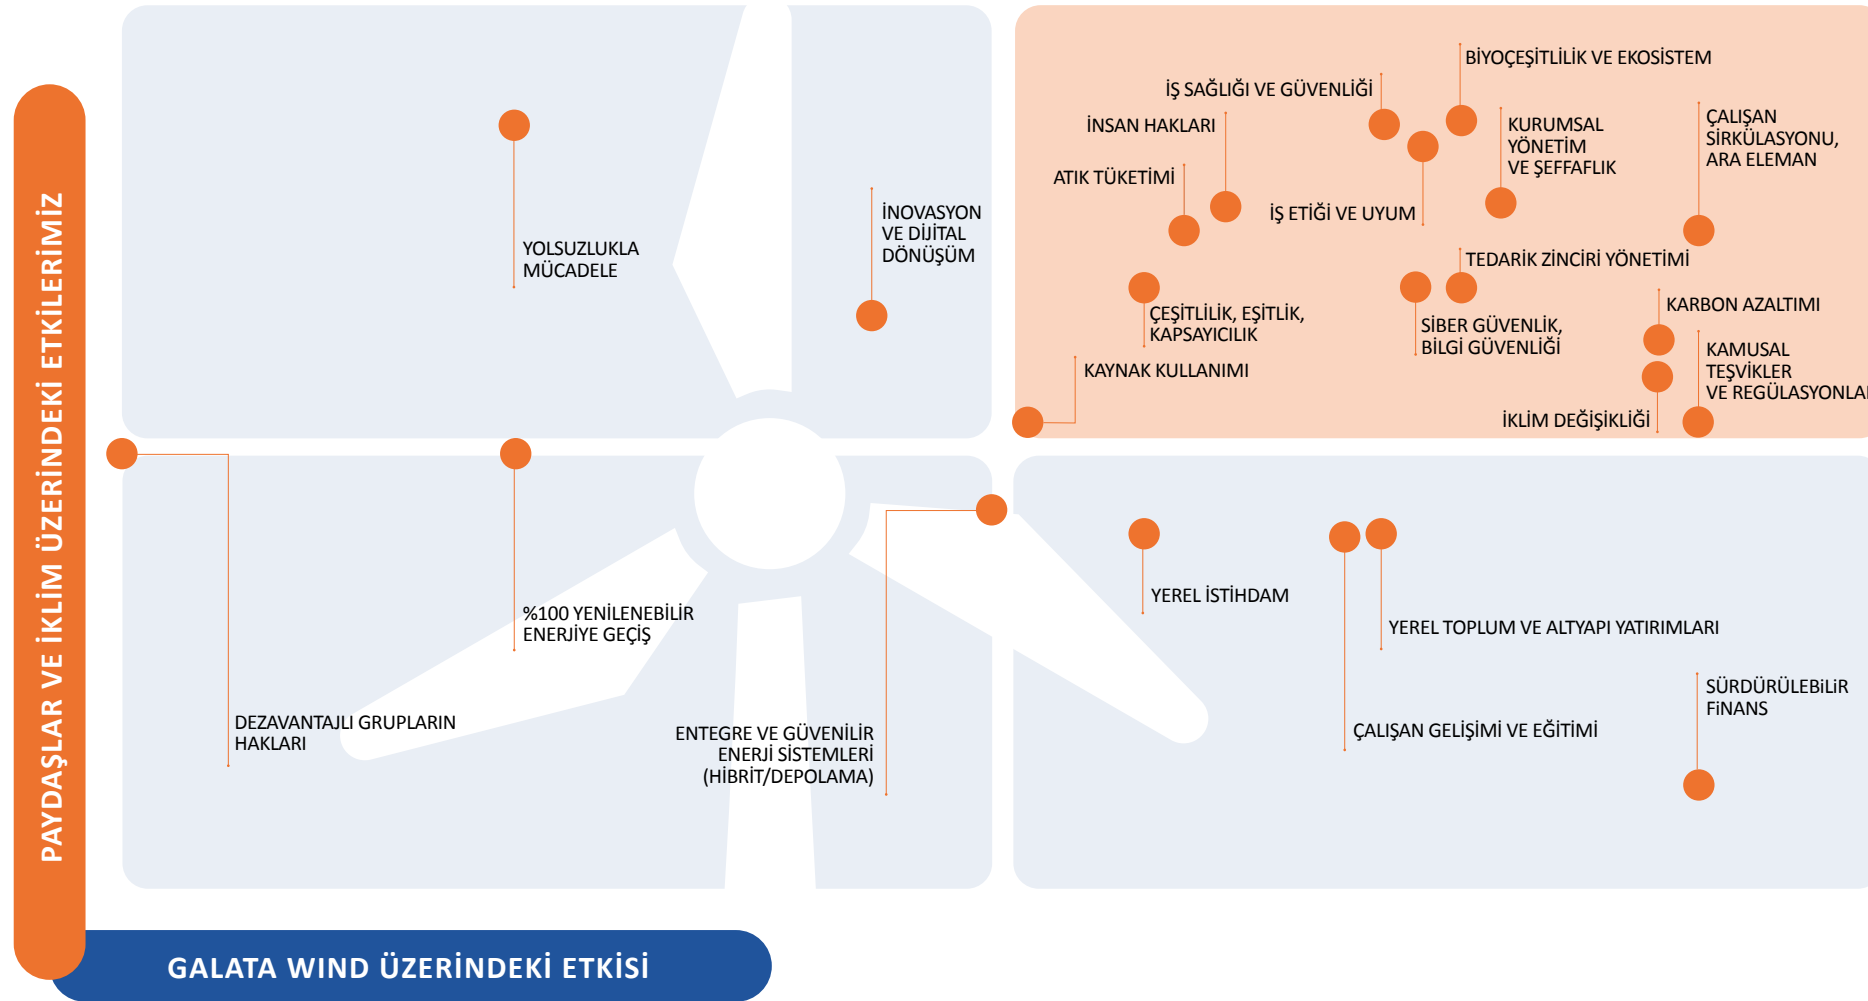 PAYDAŞLAR VE İKLİM ÜZERİNDEKİ ETKİLERİMİZ
YOLSUZLUKLA
MÜCADELE
İNOVASYON
VE DİJİTAL
DÖNÜŞÜM
BİYOÇEŞİTLİLİK VE EKOSİSTEM
İŞ SAĞLIĞI VE GÜVENLİĞİ
İNSAN HAKLARI
KURUMSAL
YÖNETİM
VE ŞEFFAFLIK
ÇALIŞAN
SİRKÜLASYONU,
ARA ELEMAN
ATIK TÜKETİMİ
İŞ ETİĞİ VE UYUM
TEDARİK ZİNCİRİ YÖNETİMİ
ÇEŞİTLİLİK, EŞİTLİK,
KAPSAYICILIK
SİBER GÜVENLİK,
BİLGİ GÜVENLİĞİ
KARBON AZALTIMI
KAYNAK KULLANIMI
KAMUSAL
TEŞVİKLER
VE REGÜLASYONLAR
İKLİM DEĞİŞİKLİĞİ
%100 YENİLENEBİLİR
ENERJİYE GEÇİŞ
DEZAVANTAJLI GRUPLARIN
HAKLARI
ENTEGRE VE GÜVENİLİR
ENERJİ SİSTEMLERİ
(HİBRİT/DEPOLAMA)
YEREL İSTİHDAM
YEREL TOPLUM VE ALTYAPI YATIRIMLARI
ÇALIŞAN GELİŞİMİ VE EĞİTİMİ
SÜRDÜRÜLEBiLiR
FiNANS
GALATA WIND ÜZERİNDEKİ ETKİSİ